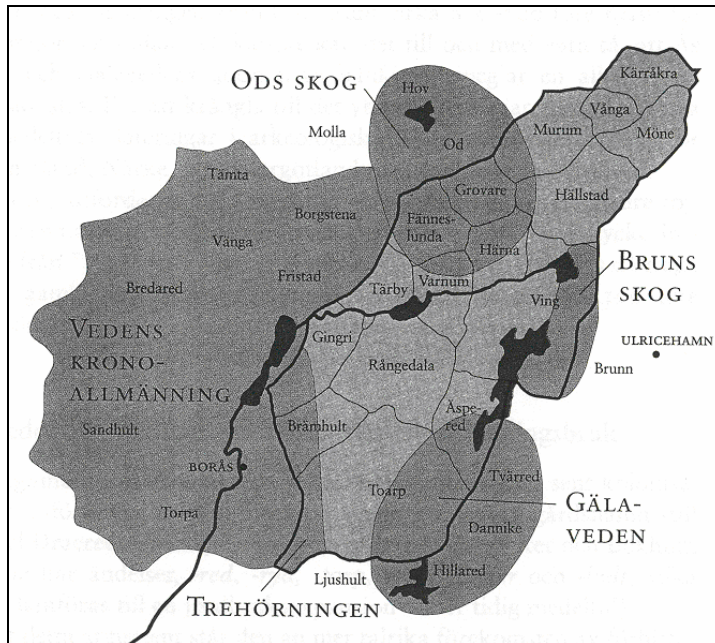 Kärråkra
ODS SKOG
Hov
Vånga
Molla
Od
Murum
Möne
Tämta
Grovare
Hällstad
Borgstena
Fännes-
lunda
Vänga
Härna
Fristad
Varnum
BRUNS
SKOG
Bredared
Tärby
Ving
VEDENS
KRONO-
ALLMÄNNING
Gingri
ULRICEHAMN
Rångedala
Brunn
Äspe-
red
Sandhult
Brämhult
BORÅS
Tvärred
Toarp
GÄLA-
VEDEN
Torpa
Dannike
Ljushult
Hillared
TREHÖRNINGEN